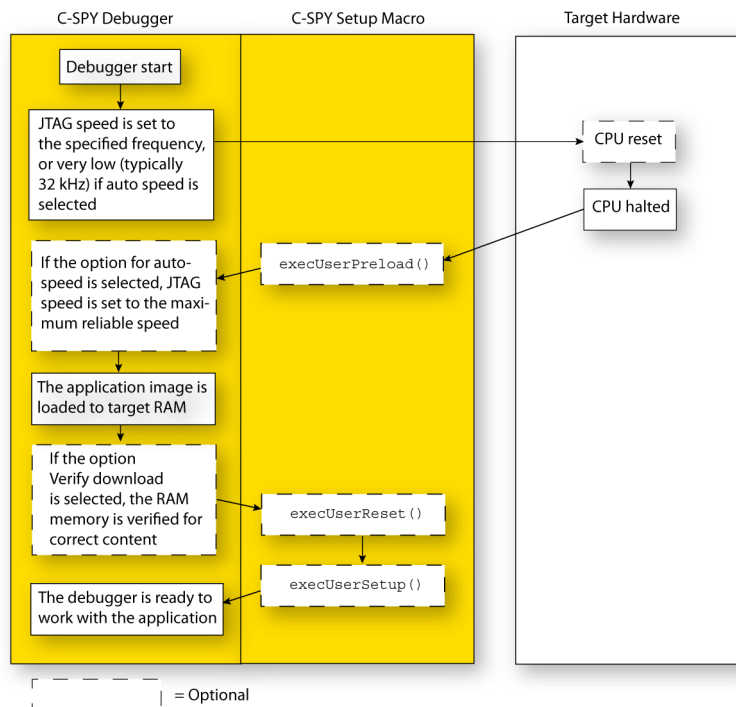 C-SPY Debugger
C-SPY Setup Macro
Target Hardware
Debugger start
JTAG speed is set to
the specified frequency,
or very low (typically
32 kHz) if auto speed is
selected
CPU reset
CPU halted
execUserPreload()
If the option for auto-
speed is selected, JTAG
speed is set to the maxi-
mum reliable speed
The application image is
loaded to target RAM
If the option
Verify download
is selected, the RAM
memory is verified for
correct content
execUserReset()
execUserSetup()
The debugger is ready to
work with the application
= Optional